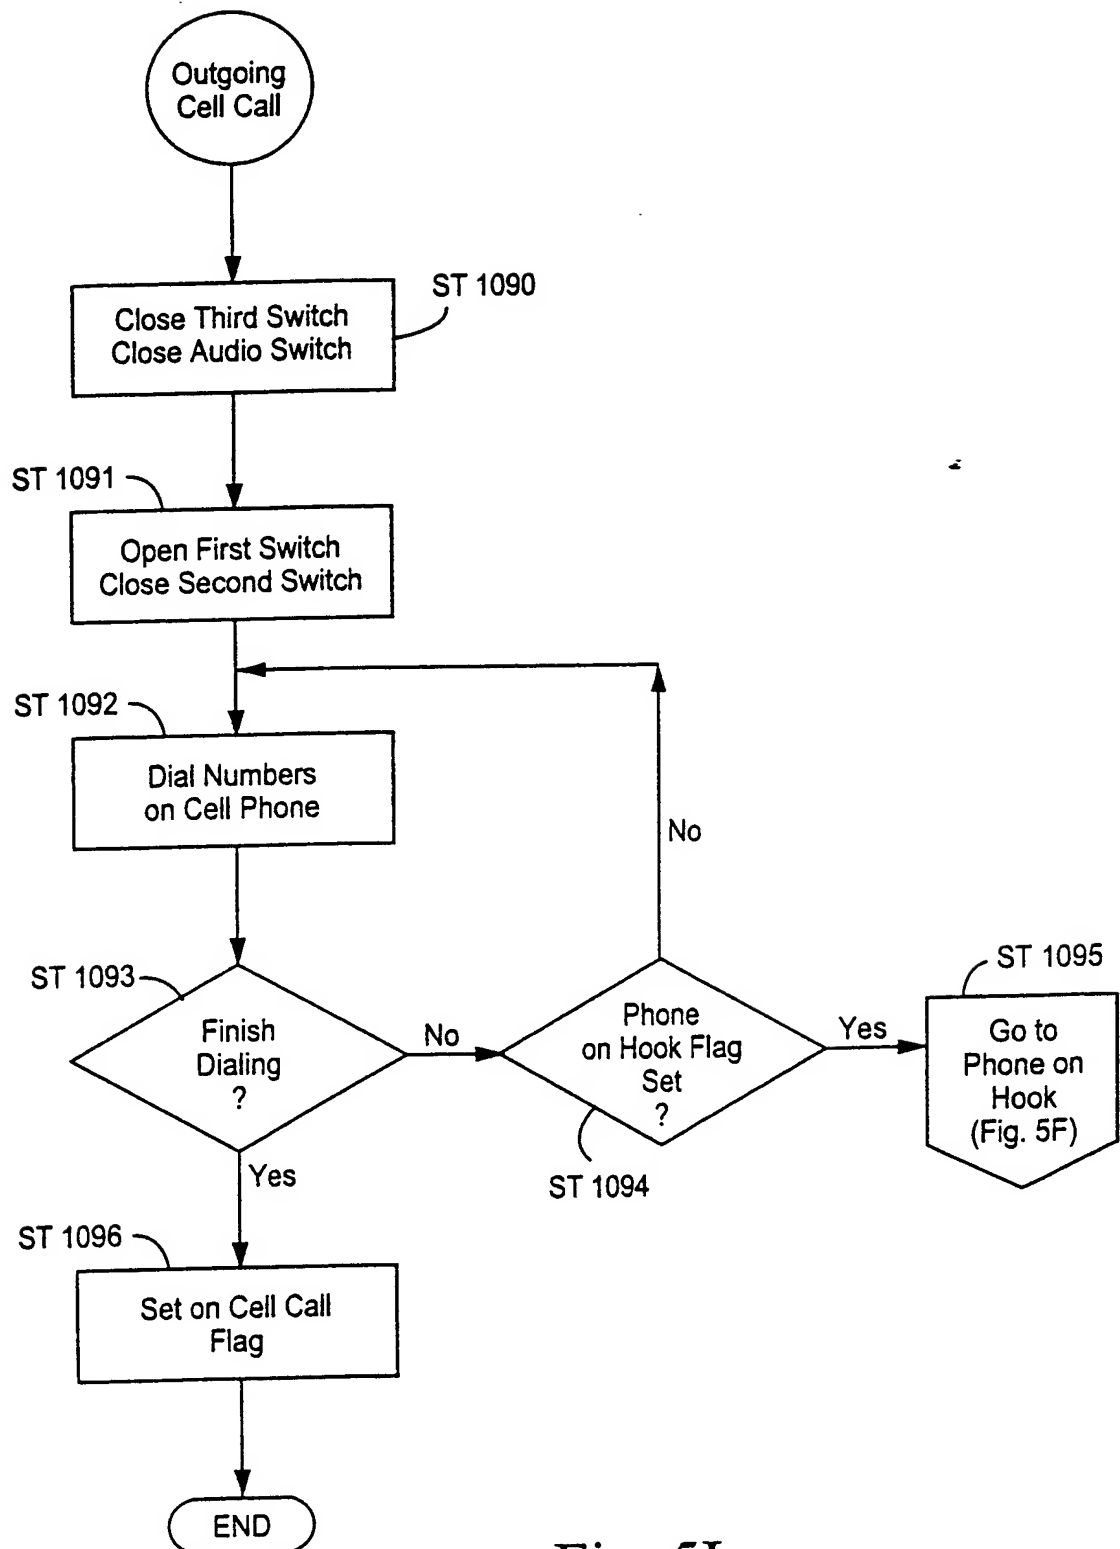 Outgoing
Cell Call
ST 1090
Close Third Switch
Close Audio Switch
ST 1091
Open First Switch
Close Second Switch
ST 1092
Dial Numbers
on Cell Phone
No
ST 1093
Finish
Dialing
?
No
Phone
on Hook Flag
Set
?
Yes
ST 1095
Go to
Phone on
Hook
(Fig. 5F)
ST 1094
Yes
ST 1096
Set on Cell Call
Flag
END